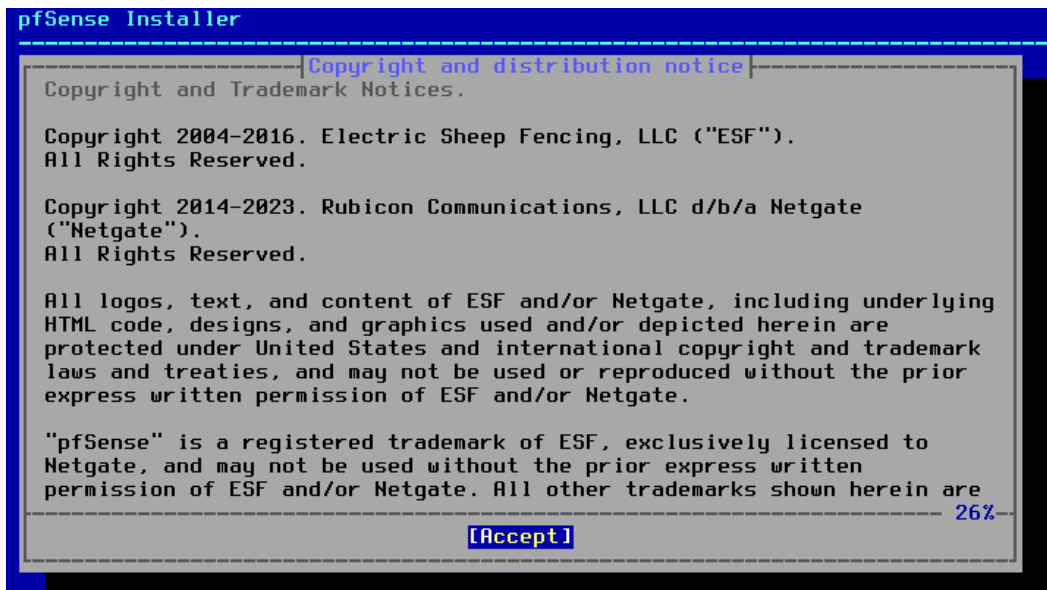 pfSense Installer
Copyright and distribution notice
Copyright and Trademark Notices.
Copyright 2004-2016. Electric Sheep Fencing, LLC ("ESF").
All Rights Reserved.
Copyright 2014-2023. Rubicon Communications, LLC d/b/a Netgate
("Netgate").
All Rights Reserved.
All logos, text, and content of ESF and/or Netgate, including underlying
HTML code, designs, and graphics used and/or depicted herein are
protected under United States and international copyright and trademark
laws and treaties, and may not be used or reproduced without the prior
express written permission of ESF and/or Netgate.
"pfSense" is a registered trademark of ESF, exclusively licensed to
Netgate, and may not be used without the prior express written
permission of ESF and/or Netgate. All other trademarks shown herein are
26%
[Accept]